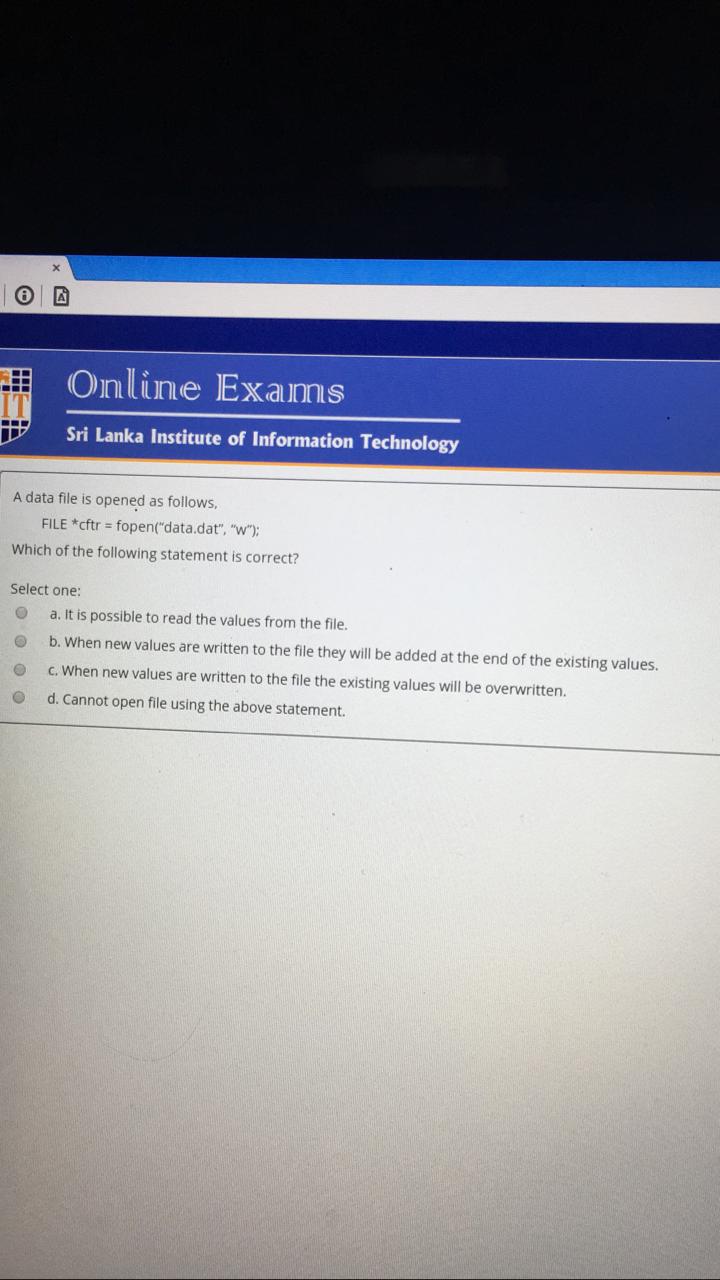 x
IT
Online Exams
Sri Lanka Institute of Information Technology
A data file is opened as follows,
FILE *cftr = fopen(“data.dat”, “w”);
Which of the following statement is correct?
Select one:
a. It is possible to read the values from the file.
b. When new values are written to the file they will be added at the end of the existing values.
c. When new values are written to the file the existing values will be overwritten.
d. Cannot open file using the above statement.